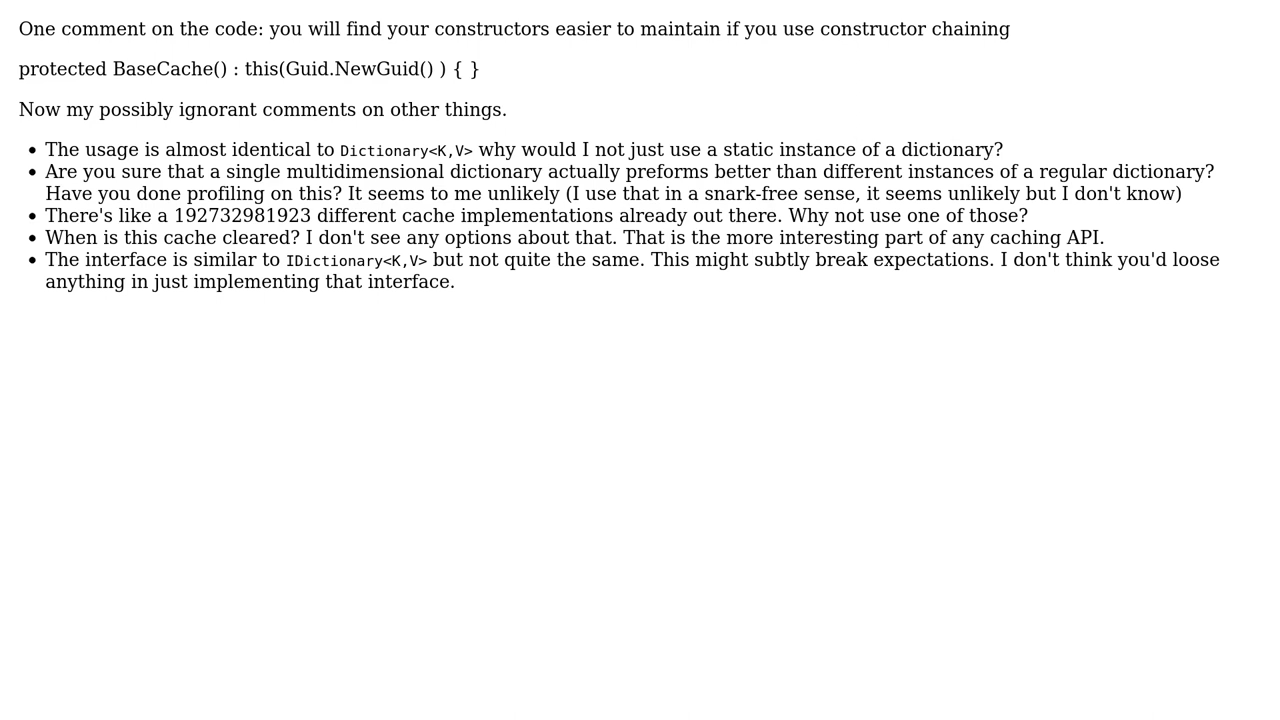 One comment on the code: you will find your constructors easier to maintain if you use constructor chaining
protected BaseCache() : this(Guid.NewGuid() ) { }
Now my possibly ignorant comments on other things.
• The usage is almost identical to Dictionary<K,V> why would I not just use a static instance of a dictionary?
• Are you sure that a single multidimensional dictionary actually preforms better than different instances of a regular dictionary?
Have you done profiling on this? It seems to me unlikely (I use that in a snark-free sense, it seems unlikely but I don't know)
• There's like a 192732981923 different cache implementations already out there. Why not use one of those?
• When is this cache cleared? I don't see any options about that. That is the more interesting part of any caching API.
• The interface is similar to IDictionary<K,V> but not quite the same. This might subtly break expectations. I don't think you'd loose
anything in just implementing that interface.